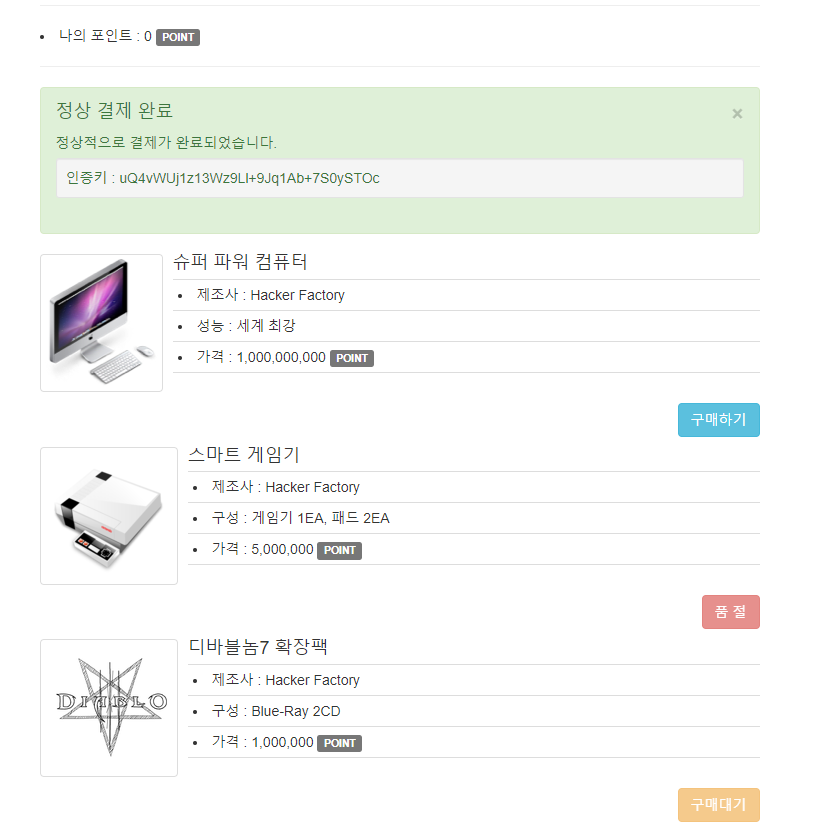 나의 포인트 : 0 POINT
정상 결제 완료 ×
정상적으로 결제가 완료되었습니다.
인증키 : uQ4vWUj1z13Wz9LI+9Jq1Ab+7S0ySTOc
슈퍼 파워 컴퓨터
제조사 : Hacker Factory
성능 : 세계 최강
가격 : 1,000,000,000 POINT
구매하기
스마트 게임기
제조사 : Hacker Factory
구성 : 게임기 1EA, 패드 2EA
가격 : 5,000,000 POINT
품 절
DIABLO
디바블놈7 확장팩
제조사 : Hacker Factory
구성 : Blue-Ray 2CD
가격 : 1,000,000 POINT
구매대기